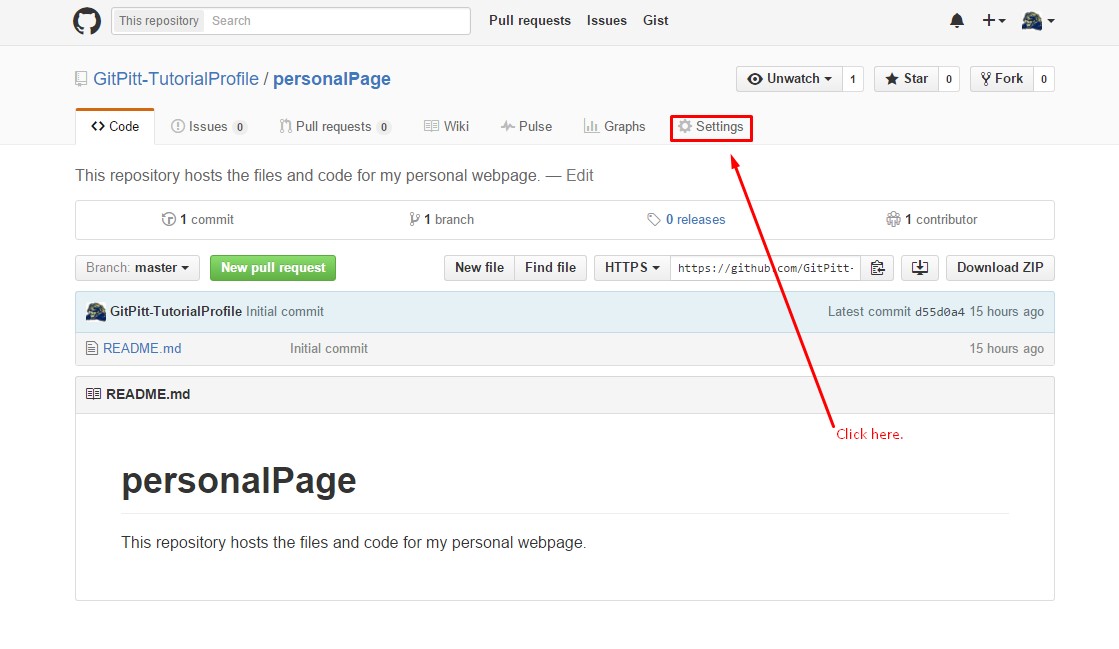 This repository Search Pull requests Issues Gist
GitPitt-TutorialProfile / personalPage Unwatch 1 Star 0 Fork 0
Code Issues 0 Pull requests 0 Wiki Pulse Graphs Settings
This repository hosts the files and code for my personal webpage. — Edit
1 commit 1 branch 0 releases 1 contributor
Branch: master New pull request New file Find file HTTPS https://github.com/GitPitt- Download ZIP
GitPitt-TutorialProfile Initial commit Latest commit d55d0a4 15 hours ago
README.md Initial commit 15 hours ago
README.md
Click here.
personalPage
This repository hosts the files and code for my personal webpage.